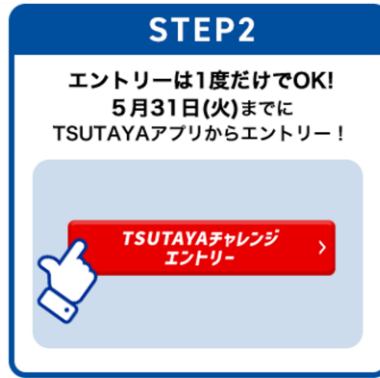 STEP2
エントリーは1度だけでOK!
5月31日(火)までに
TSUTAYAアプリからエントリー！
TSUTAYAチャレンジ
エントリー